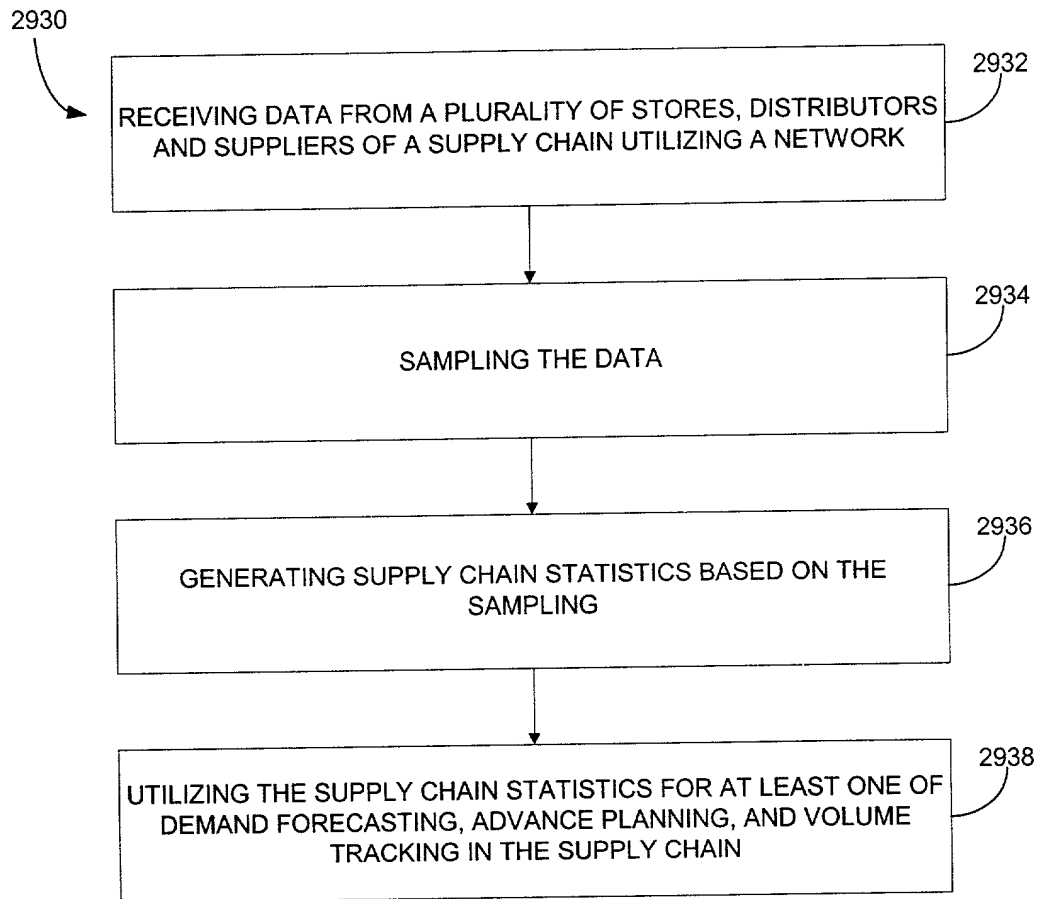 2930
2932
RECEIVING DATA FROM A PLURALITY OF STORES, DISTRIBUTORS
AND SUPPLIERS OF A SUPPLY CHAIN UTILIZING A NETWORK
2934
SAMPLING THE DATA
2936
GENERATING SUPPLY CHAIN STATISTICS BASED ON THE
SAMPLING
2938
UTILIZING THE SUPPLY CHAIN STATISTICS FOR AT LEAST ONE OF
DEMAND FORECASTING, ADVANCE PLANNING, AND VOLUME
TRACKING IN THE SUPPLY CHAIN